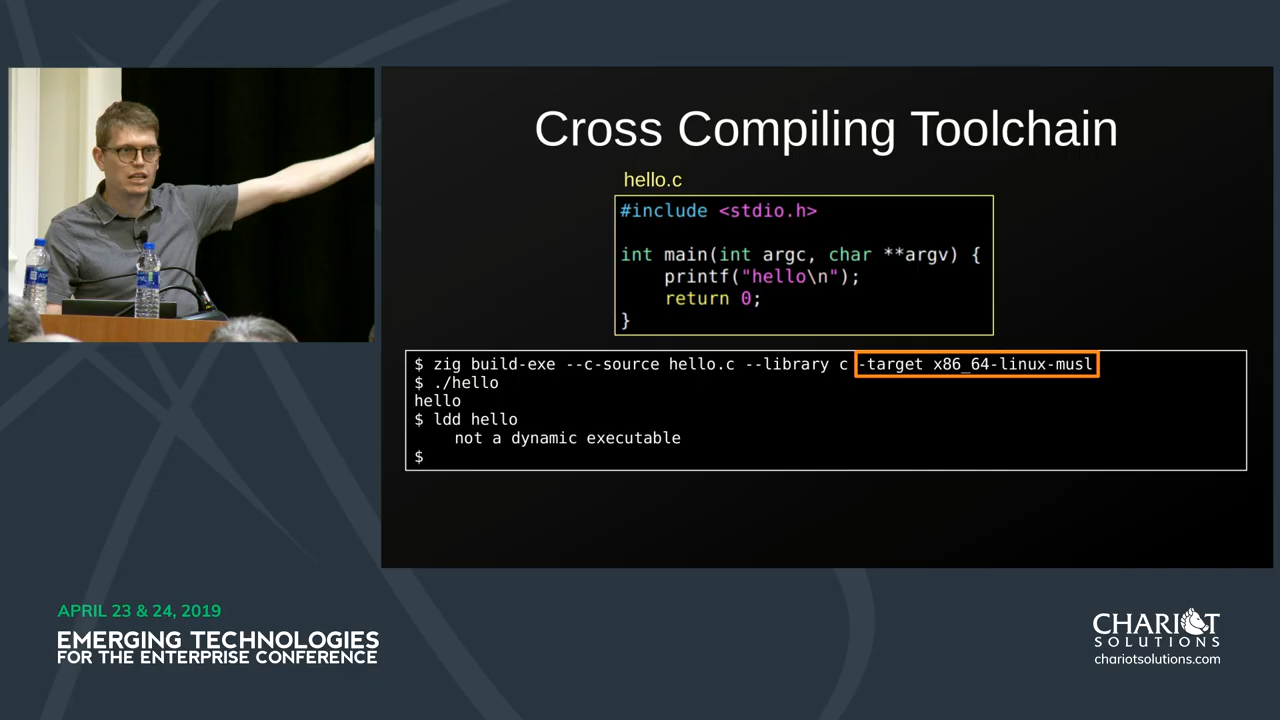 Cross Compiling Toolchain
hello.c
#include <stdio.h>
int main(int argc, char **argv) {
printf("hello\n");
return 0;
}
$ zig build-exe --c-source hello.c --library c -target x86_64-linux-musl
$ ./hello
hello
$ ldd hello
not a dynamic executable
$
APRIL 23 & 24, 2019
EMERGING TECHNOLOGIES
FOR THE ENTERPRISE CONFERENCE
CHARIOT
SOLUTIONS
chariotsolutions.com